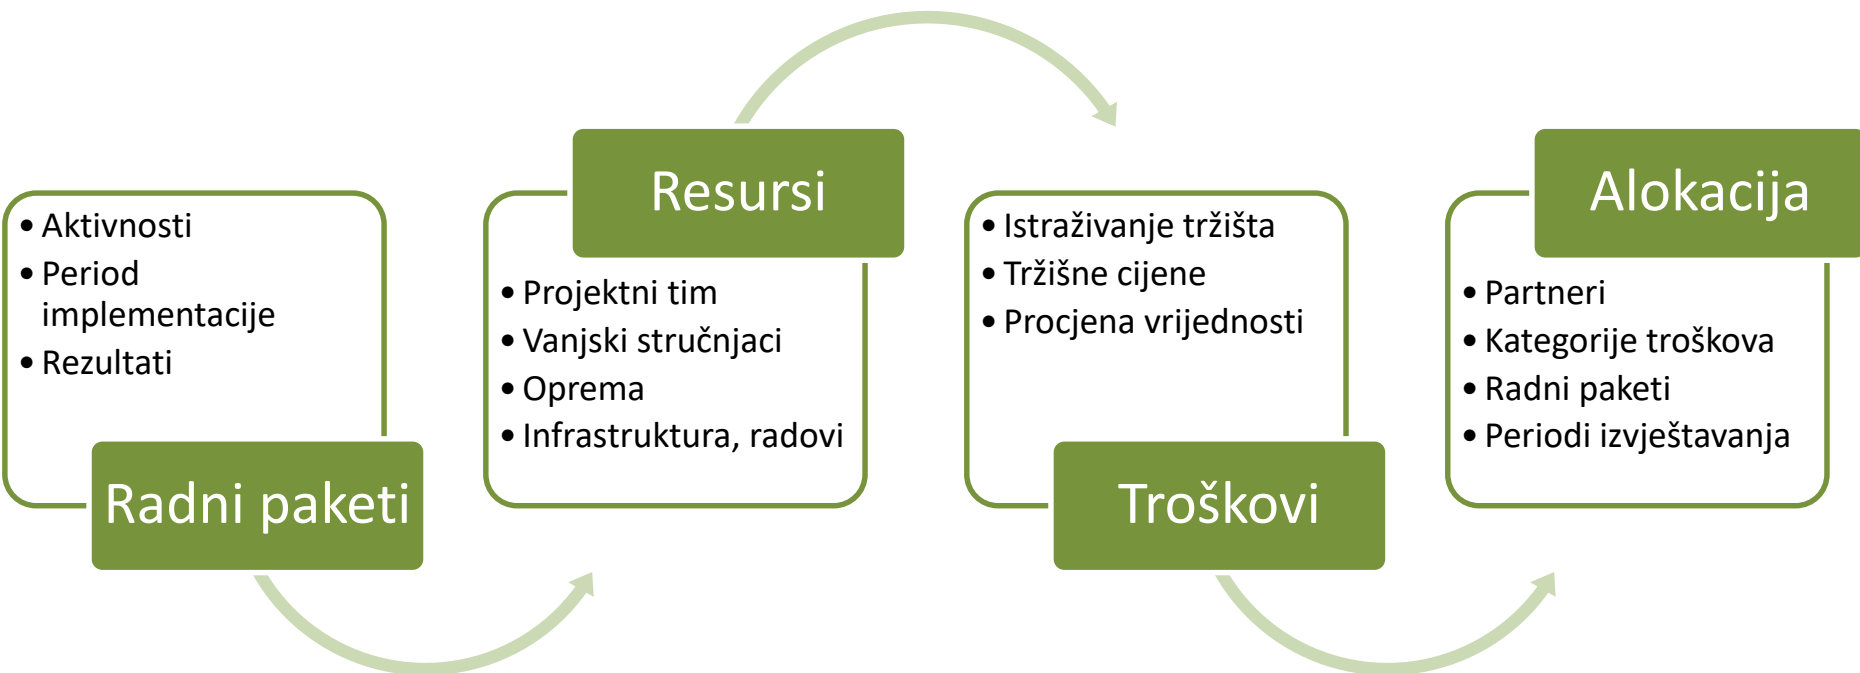 • Aktivnosti
• Period
implementacije
• Rezultati
Radni paketi
Resursi
• Projektni tim
• Vanjski stručnjaci
• Oprema
• Infrastruktura, radovi
• Istraživanje tržišta
• Tržišne cijene
• Procjena vrijednosti
Troškovi
Alokacija
• Partneri
• Kategorije troškova
• Radni paketi
• Periodi izvještavanja